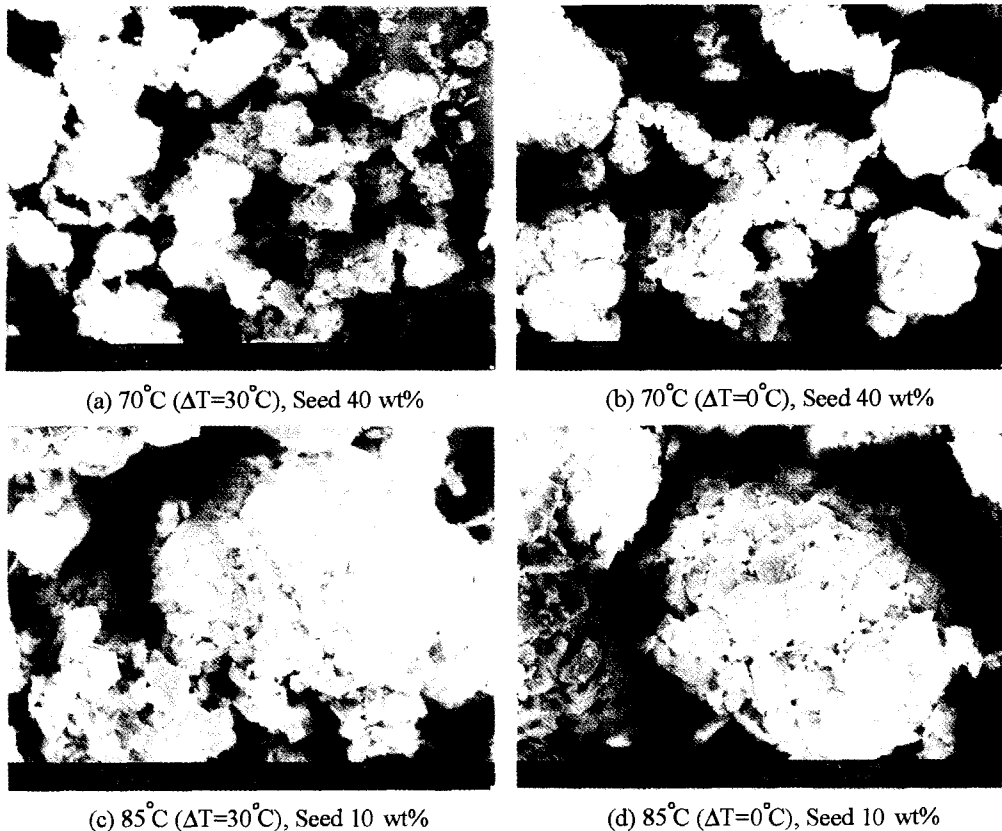 (a) 70°C (ΔT=30°C), Seed 40 wt%
(b) 70°C (ΔT=0°C), Seed 40 wt%
(c) 85°C (ΔT=30°C), Seed 10 wt%
(d) 85°C (ΔT=0°C), Seed 10 wt%